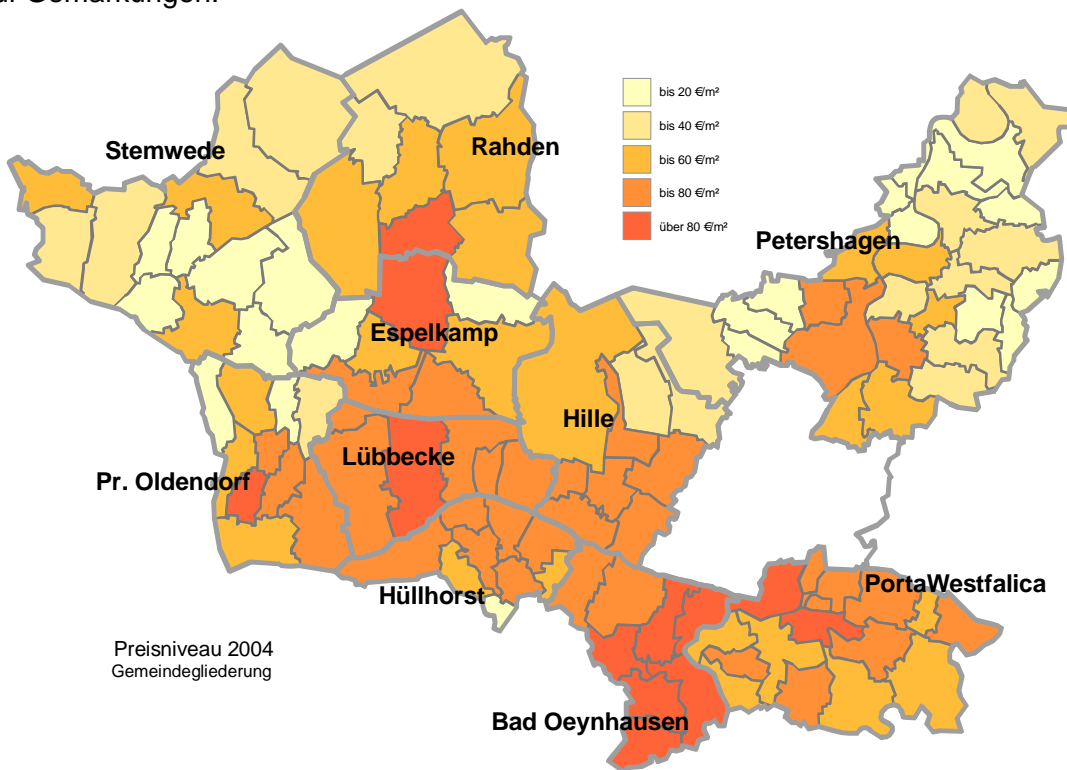 bis 20 €/m²
bis 40 €/m²
bis 60 €/m²
bis 80 €/m²
über 80 €/m²
Stemwede
Rahden
Petershagen
Espelkamp
Hille
Lübbecke
Pr. Oldendorf
PortaWestfalica
Hüllhorst
Preisniveau 2004
Gemeindegliederung
Bad Oeynhausen